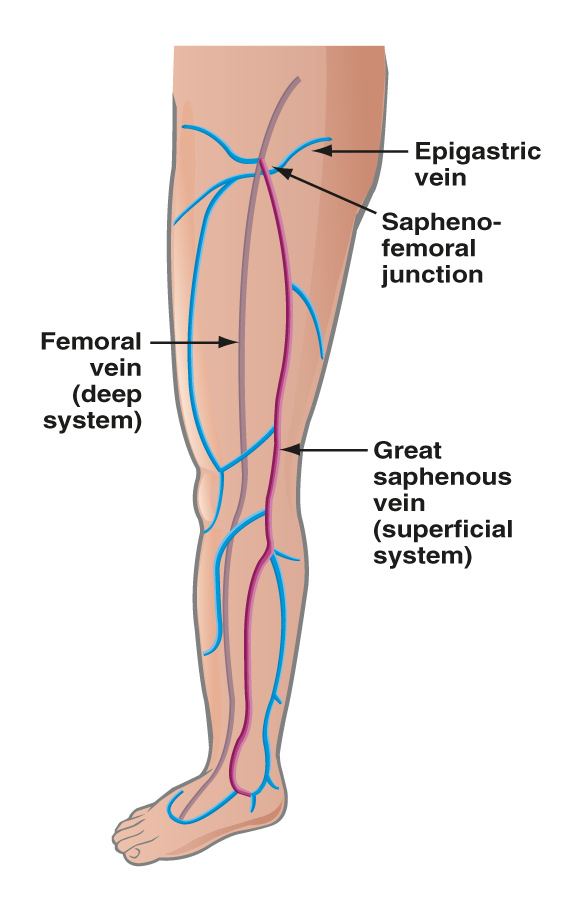 Epigastric
vein
Sapheno-
femoral
junction
Femoral
vein
(deep
system)
Great
saphenous
vein
(superficial
system)